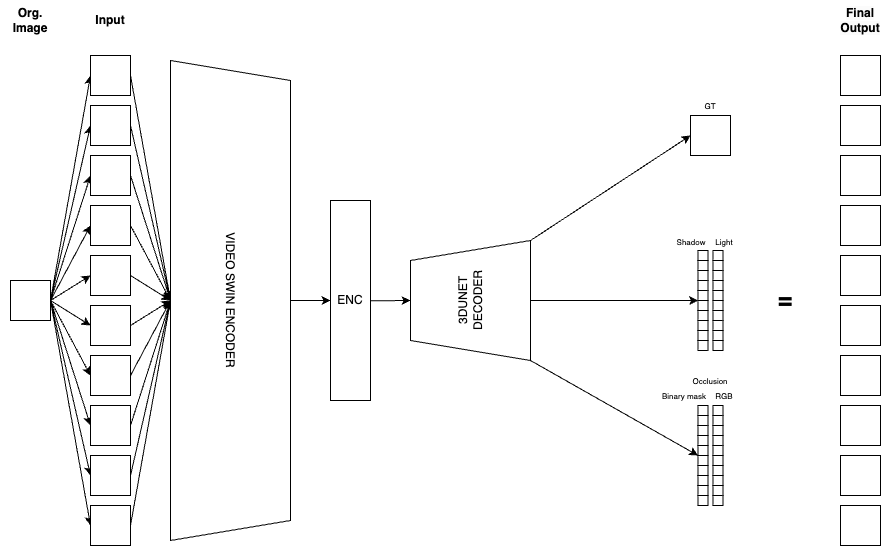 Org.
Image
Input
VIDEO SWIN ENCODER
ENC
3DUNET
DECODER
GT
Shadow Light
Occlusion
Binary mask RGB
=
Final
Output